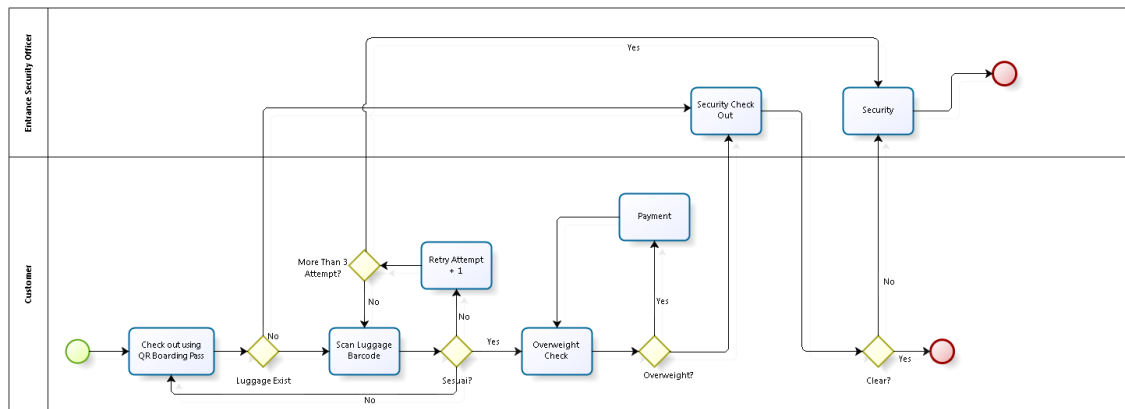 Entrance Security Officer
Yes
Security Check
Out
Security
No
Customer
Payment
More Than 3
Attempt?
Retry Attempt
+ 1
No
No
Yes
Check out using
QR Boarding Pass
No
Scan Luggage
Barcode
Yes
Overweight
Check
Yes
Luggage Exist
Sesuai?
Overweight?
Clear?
No